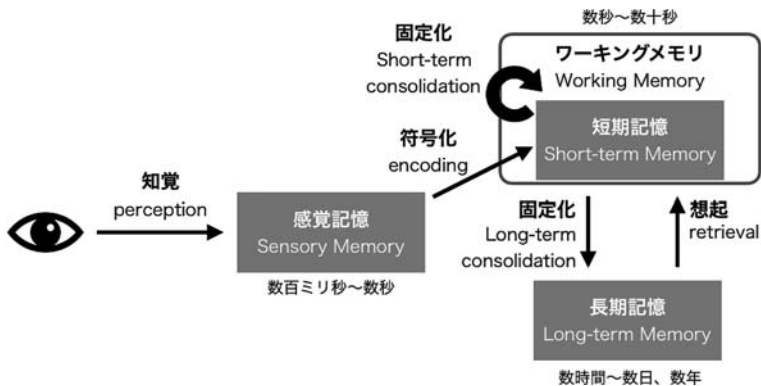 知覚
perception
感覚記憶
Sensory Memory
数百ミリ秒〜数秒
符号化
encoding
固定化
Short-term
consolidation
数秒〜数十秒
ワーキングメモリ
Working Memory
短期記憶
Short-term Memory
固定化
Long-term
consolidation
想起
retrieval
長期記憶
Long-term Memory
数時間〜数日、数年